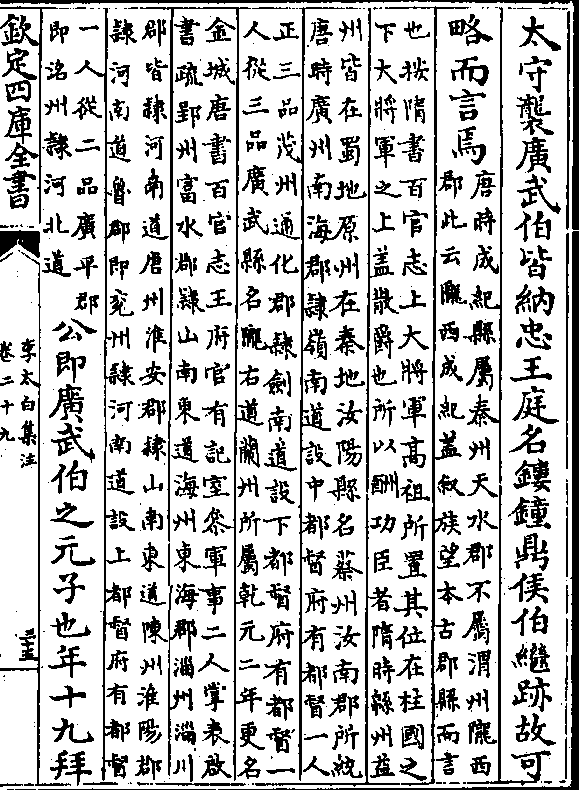 太守襲廣武伯皆納忠王庭名鏤鐘鼎侯伯繼跡故可
略而言焉
唐時成紀縣屬秦州天水郡不屬渭州隴西
郡此云隴西成紀蓋叙族望本古郡縣而言
也按隋書百官志上大將軍髙祖所置其位在柱國之
下大將軍之上蓋散爵也所以酬功臣者隋時緜州益
州皆在蜀地原州在秦地汝陽縣名蔡州汝南郡所統
唐時廣州南海郡隷嶺南道設中都督府有都督一人
正三品茂州通化郡隷劍南道設下都督府有都督一
人從三品廣武縣名隴右道蘭州所屬乾元二年更名
金城唐書百官志王府官有記室叅軍事二人掌表啟
書疏郢州富水郡隷山南東道海州東海郡淄州淄川
郡皆隷河南道唐州淮安郡隷山南東道陳州淮陽郡
隷河南道魯郡即兖州隷河南道設上都督府有都督
一人從二品廣平郡
即洺州隷河北道
公即廣武伯之元子也年十九拜
欽定四庫全書
李太白集注
卷二十九
三五